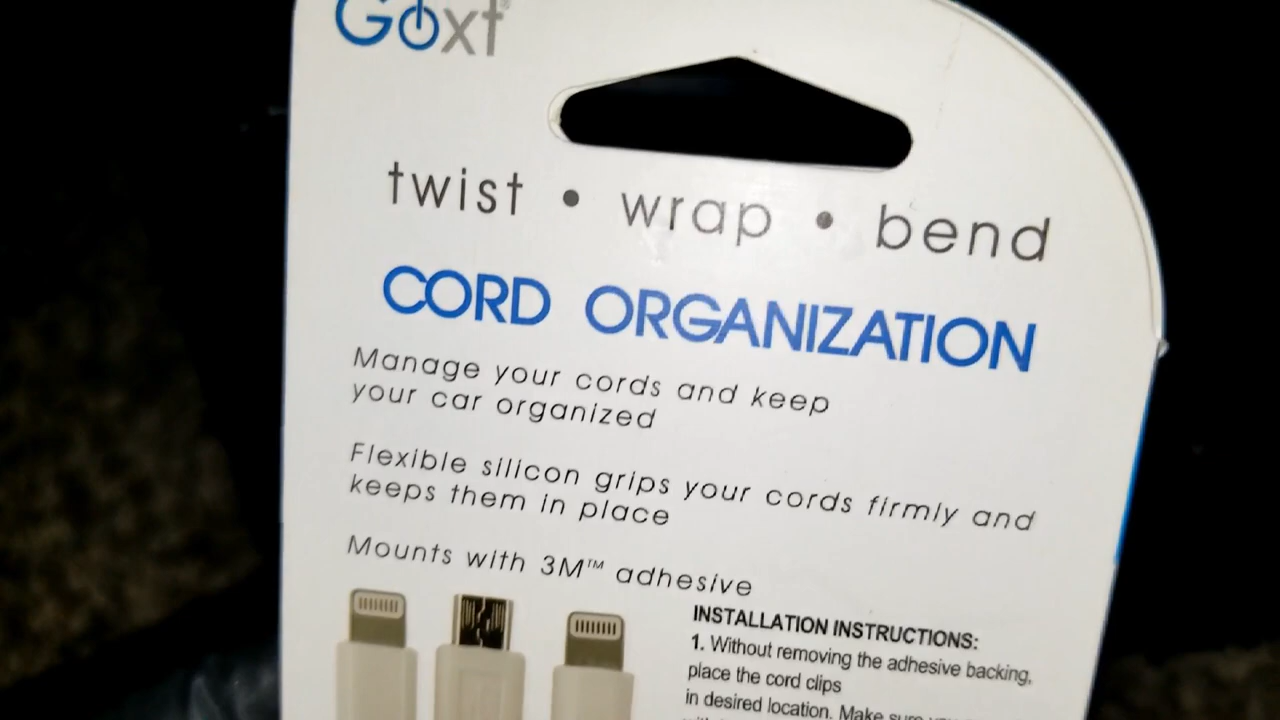 Goxt
twist • wrap • bend
CORD ORGANIZATION
Manage your cords and keep
your car organized
Flexible silicon grips your cords firmly and
keeps them in place
Mounts with 3M™ adhesive
INSTALLATION INSTRUCTIONS:
1. Without removing the adhesive backing,
place the cord clips
in desired location. Make sure